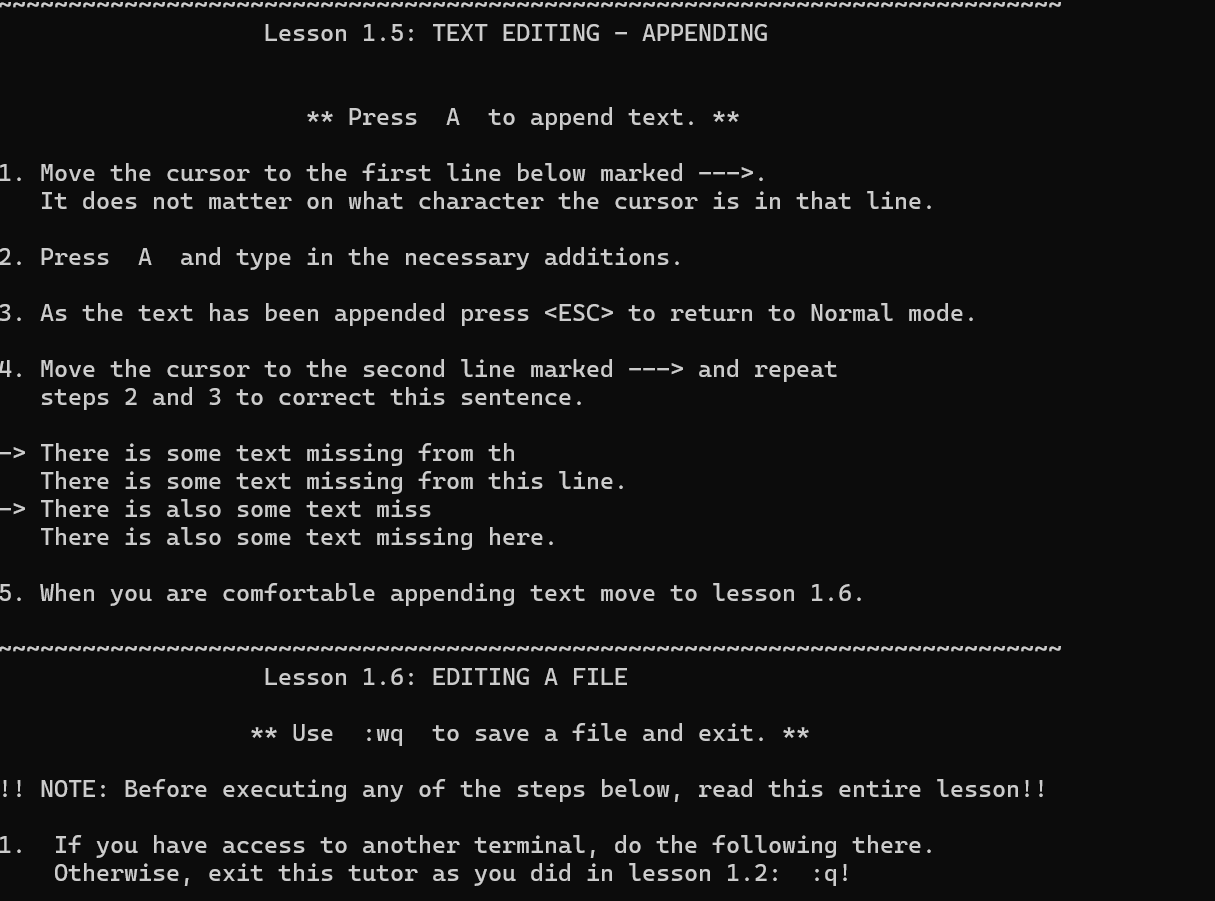 ~~~~~~~~~~~~~~~~~~~~~~~~~~~~~~~~~~~~~~~~~~~~~~~~~~~~~~~~~~~~~~~~~~~~~~~~~~~~
Lesson 1.5: TEXT EDITING - APPENDING
** Press  A  to append text. **
1. Move the cursor to the first line below marked --->.
It does not matter on what character the cursor is in that line.
2. Press  A  and type in the necessary additions.
3. As the text has been appended press <ESC> to return to Normal mode.
4. Move the cursor to the second line marked ---> and repeat
steps 2 and 3 to correct this sentence.
-> There is some text missing from th
There is some text missing from this line.
-> There is also some text miss
There is also some text missing here.
5. When you are comfortable appending text move to lesson 1.6.
~~~~~~~~~~~~~~~~~~~~~~~~~~~~~~~~~~~~~~~~~~~~~~~~~~~~~~~~~~~~~~~~~~~~~~~~~~~~
Lesson 1.6: EDITING A FILE
** Use  :wq  to save a file and exit. **
!! NOTE: Before executing any of the steps below, read this entire lesson!!
1.  If you have access to another terminal, do the following there.
Otherwise, exit this tutor as you did in lesson 1.2:  :q!